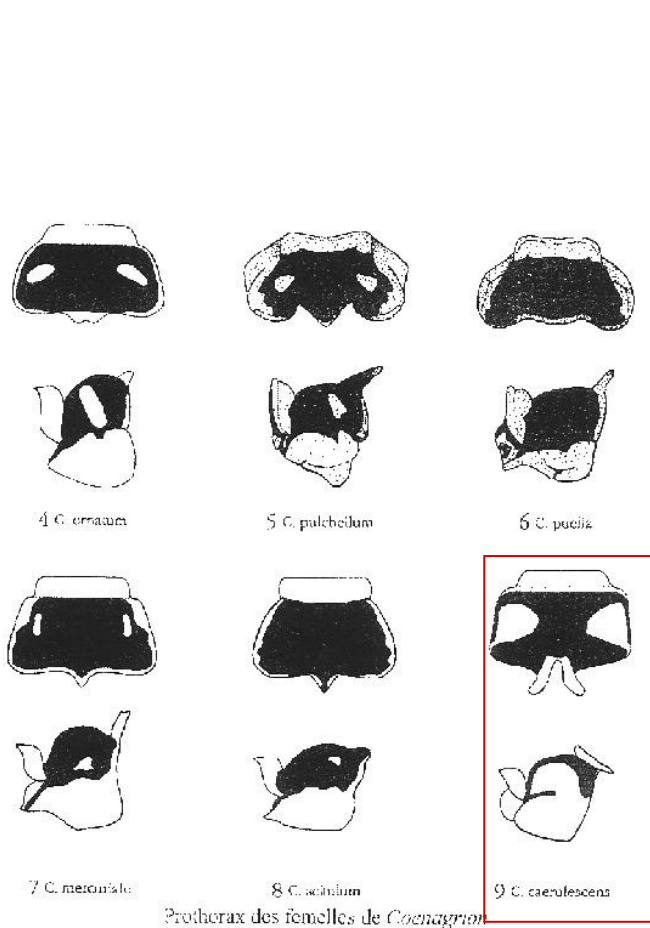 4 C. ornatum
5 C. pulchellum
6 C. puella
7 C. mercuriale
8 C. scitulum
9 C. caerulescens
Prothorax des femelles de Coenagrion